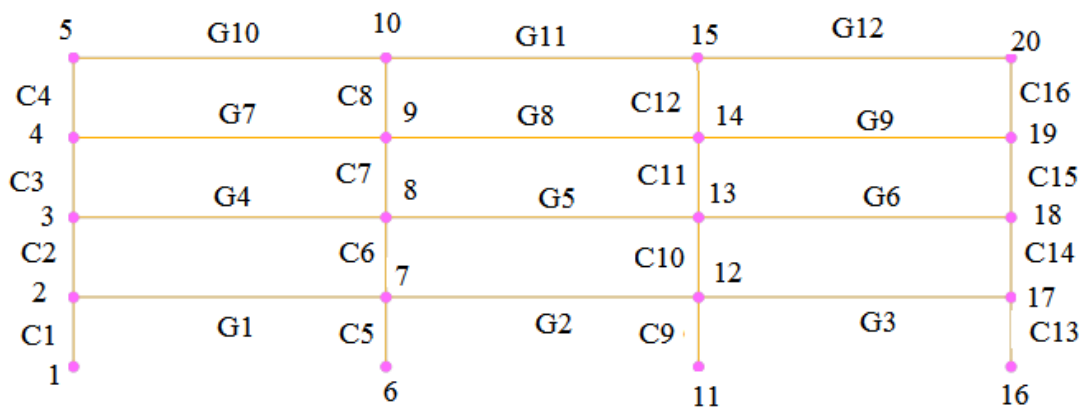 5 G10 10 G11 15 G12 20
C4 C8 C12 C16
4 G7 9 G8 14 G9 19
C3 C7 C11 C15
3 G4 8 G5 13 G6 18
C2 C6 C10 C14
2 7 12 17
C1 G1 C5 G2 C9 G3 C13
1 6 11 16